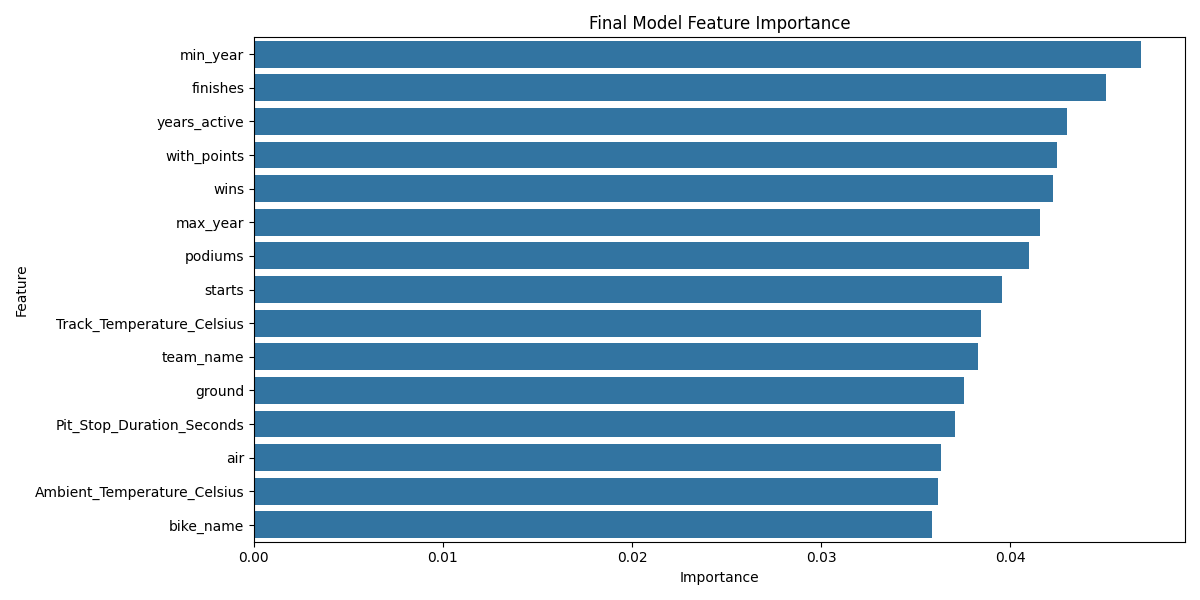 Final Model Feature Importance
Feature
min_year
finishes
years_active
with_points
wins
max_year
podiums
starts
Track_Temperature_Celsius
team_name
ground
Pit_Stop_Duration_Seconds
air
Ambient_Temperature_Celsius
bike_name
0.00 0.01 0.02 0.03 0.04
Importance